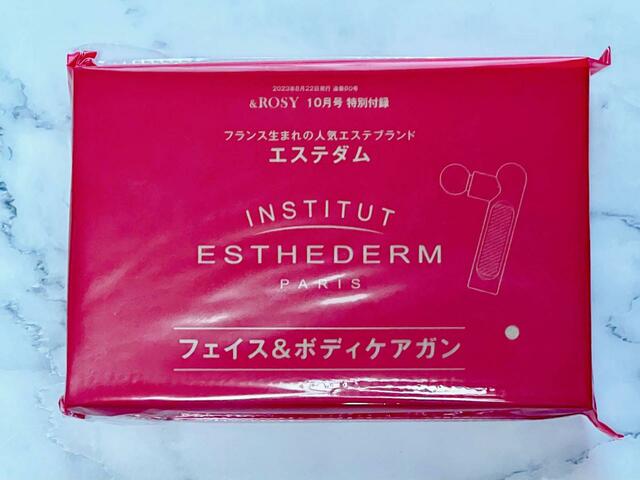 2023年8月22日発行 通巻60号
&ROSY 10月号 特別付録
フランス生まれの人気エステブランド
エステダム
INSTITUT
ESTHEDERM
PARIS
フェイス&ボディケアガン